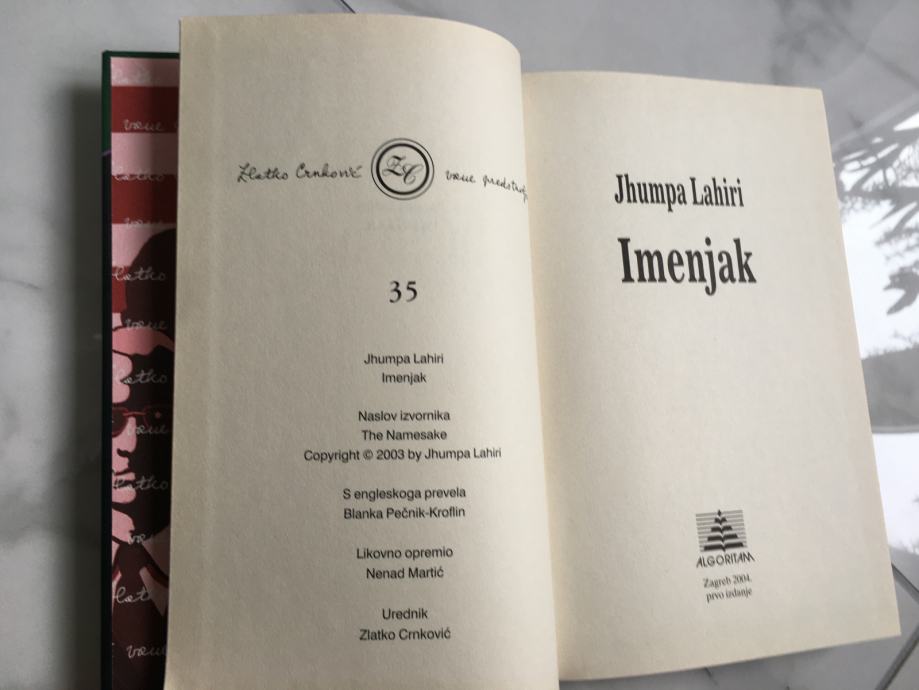 Zlatko Crnković ZC vam predstavlja
35
Jhumpa Lahiri
Imenjak
Naslov izvornika
The Namesake
Copyright © 2003 by Jhumpa Lahiri
S engleskoga prevela
Blanka Pečnik-Kroflin
Likovno opremio
Nenad Martić
Urednik
Zlatko Crnković
Jhumpa Lahiri
Imenjak
ALGORITAM
Zagreb 2004.
prvo izdanje